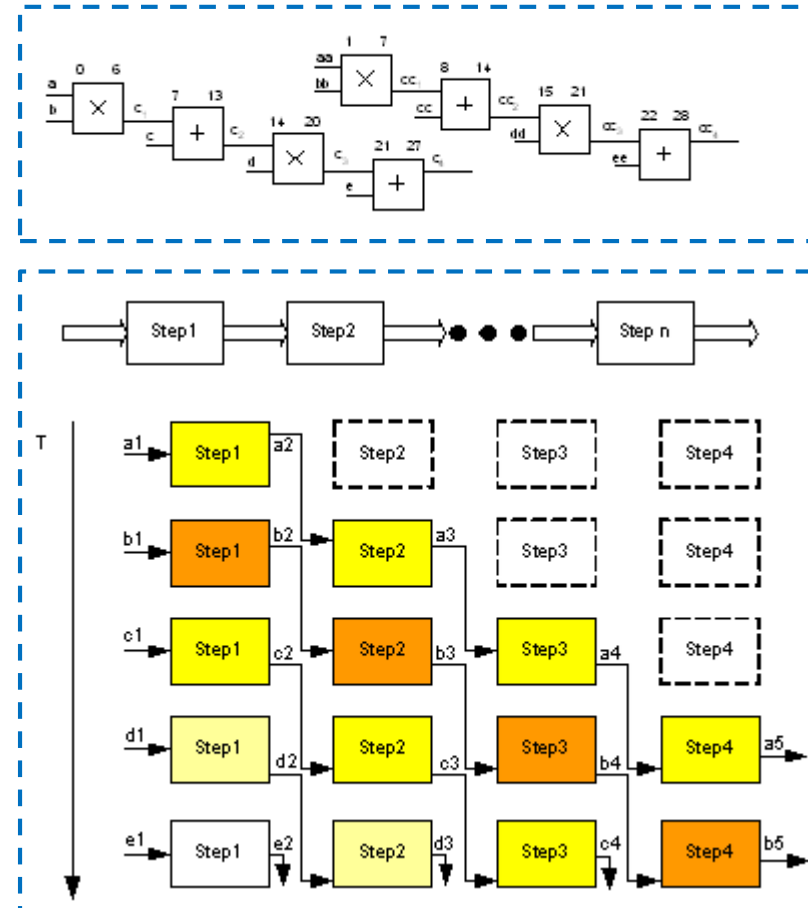 0 6
a
b
×
c₁
7 13
c
+
c₂
14 20
d
×
c₃
21 27
e
+
c₄
1 7
aa
bb
×
cc₁
8 14
cc
+
cc₂
15 21
dd
×
cc₃
22 28
ee
+
cc₄
Step1 Step2 Step n
T
a1 Step1 a2 Step2 Step3 Step4
b1 Step1 b2 Step2 a3 Step3 Step4
c1 Step1 c2 Step2 b3 Step3 a4 Step4
d1 Step1 d2 Step2 c3 Step3 b4 Step4 a5
e1 Step1 e2 Step2 d3 Step3 c4 Step4 b5